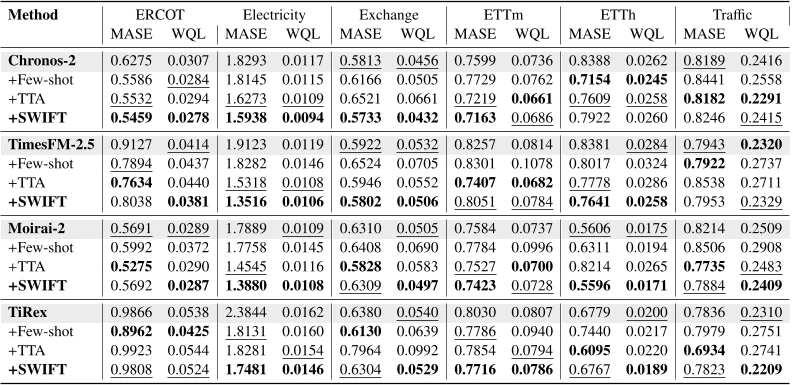 Method ERCOT Electricity Exchange ETTm ETTh Traffic
MASE WQL MASE WQL MASE WQL MASE WQL MASE WQL MASE WQL
Chronos-2 0.6275 0.0307 1.8293 0.0117 0.5813 0.0456 0.7599 0.0736 0.8388 0.0262 0.8189 0.2416
+Few-shot 0.5586 0.0284 1.8145 0.0115 0.6166 0.0505 0.7729 0.0762 0.7154 0.0245 0.8441 0.2558
+TTA 0.5532 0.0294 1.6273 0.0109 0.6521 0.0661 0.7219 0.0661 0.7609 0.0258 0.8182 0.2291
+SWIFT 0.5459 0.0278 1.5938 0.0094 0.5733 0.0432 0.7163 0.0686 0.7922 0.0260 0.8246 0.2415
TimesFM-2.5 0.9127 0.0414 1.9123 0.0119 0.5922 0.0532 0.8257 0.0814 0.8381 0.0284 0.7943 0.2320
+Few-shot 0.7894 0.0437 1.8282 0.0146 0.6524 0.0705 0.8301 0.1078 0.8017 0.0324 0.7922 0.2737
+TTA 0.7634 0.0440 1.5318 0.0108 0.5946 0.0552 0.7407 0.0682 0.7778 0.0286 0.8538 0.2711
+SWIFT 0.8038 0.0381 1.3516 0.0106 0.5802 0.0506 0.8051 0.0784 0.7641 0.0258 0.7953 0.2329
Moirai-2 0.5691 0.0289 1.7889 0.0109 0.6310 0.0505 0.7584 0.0737 0.5606 0.0175 0.8214 0.2509
+Few-shot 0.5992 0.0372 1.7758 0.0145 0.6408 0.0690 0.7784 0.0996 0.6311 0.0194 0.8506 0.2908
+TTA 0.5275 0.0290 1.4545 0.0116 0.5828 0.0583 0.7527 0.0700 0.8214 0.0265 0.7735 0.2483
+SWIFT 0.5692 0.0287 1.3880 0.0108 0.6309 0.0497 0.7423 0.0728 0.5596 0.0171 0.7884 0.2409
TiRex 0.9866 0.0538 2.3844 0.0162 0.6380 0.0540 0.8030 0.0807 0.6779 0.0200 0.7836 0.2310
+Few-shot 0.8962 0.0425 1.8131 0.0160 0.6130 0.0639 0.7786 0.0940 0.7440 0.0217 0.7979 0.2751
+TTA 0.9923 0.0544 1.8281 0.0154 0.7964 0.0992 0.7854 0.0794 0.6095 0.0220 0.6934 0.2741
+SWIFT 0.9808 0.0524 1.7481 0.0146 0.6304 0.0529 0.7716 0.0786 0.6767 0.0189 0.7823 0.2209